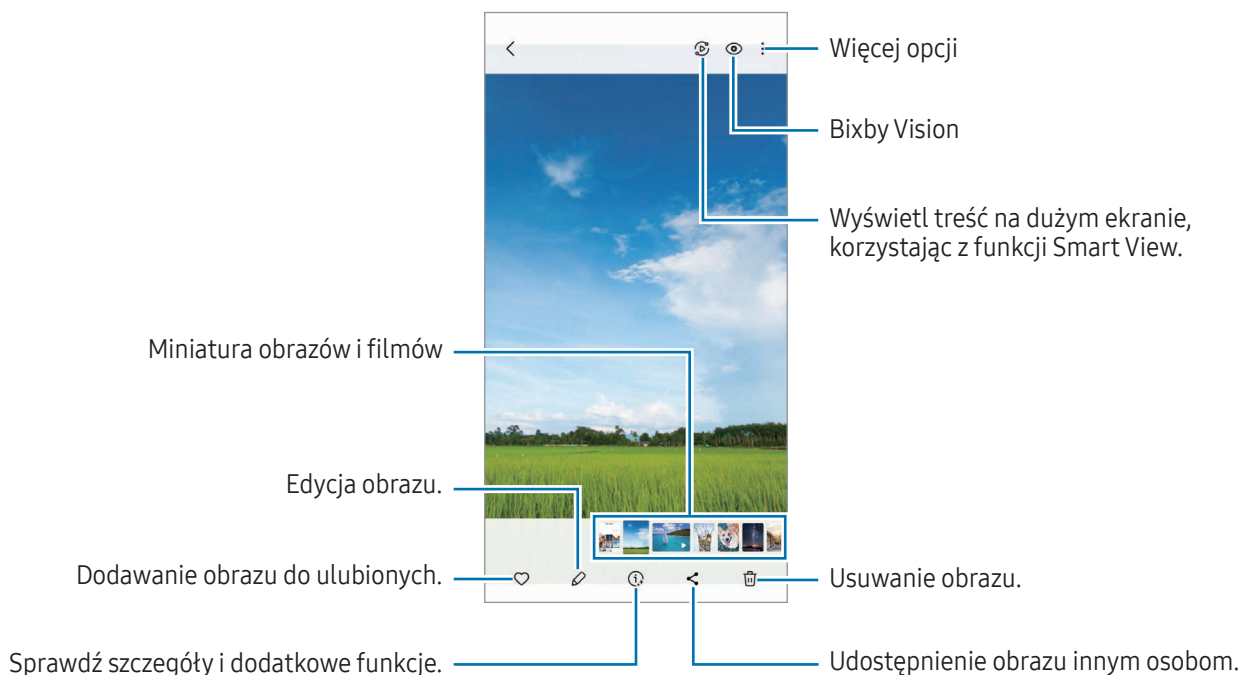 Więcej opcji
Bixby Vision
Wyświetl treść na dużym ekranie,
korzystając z funkcji Smart View.
Miniatura obrazów i filmów
Edycja obrazu.
Dodawanie obrazu do ulubionych.
Usuwanie obrazu.
Sprawdź szczegóły i dodatkowe funkcje.
Udostępnienie obrazu innym osobom.